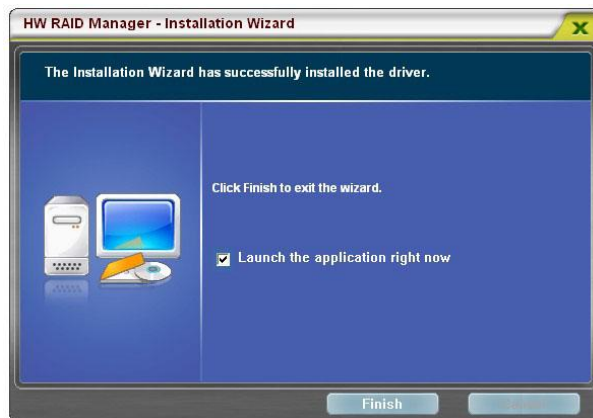 HW RAID Manager - Installation Wizard
The Installation Wizard has successfully installed the driver.
Click Finish to exit the wizard.
Launch the application right now
Finish